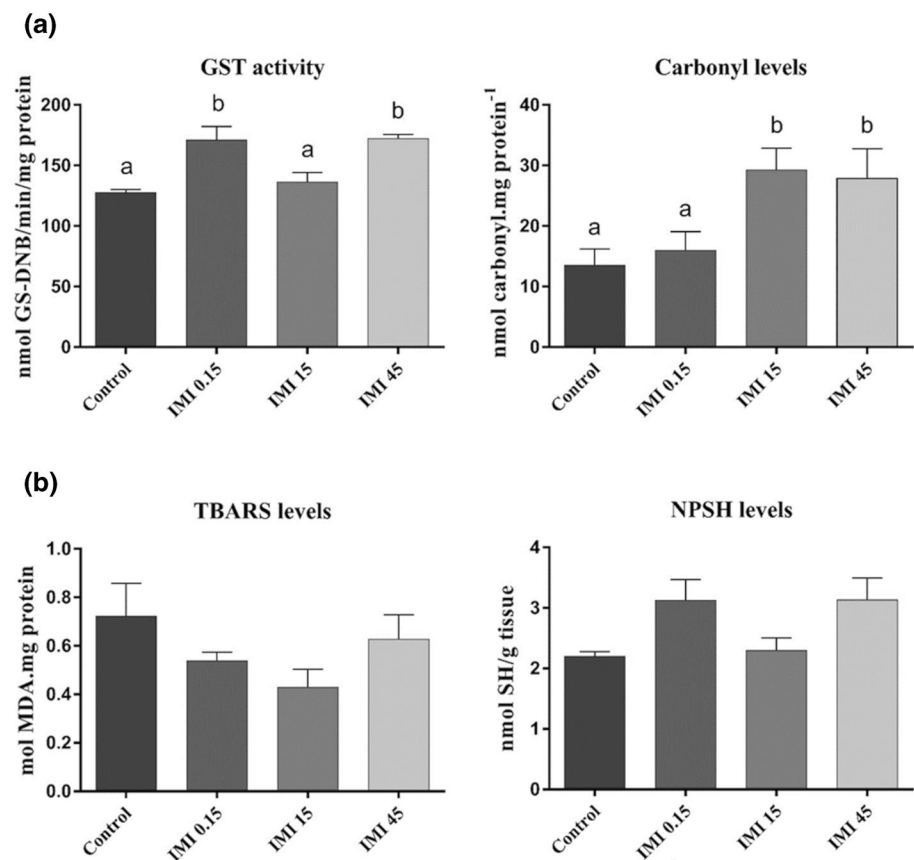 (a)
GST activity
nmol GS-DNB/min/mg protein
200
150
100
50
0
a
b
a
b
Control
IMI 0.15
IMI 15
IMI 45
Carbonyl levels
nmol carbonyl.mg protein⁻¹
40
30
20
10
0
a
a
b
b
Control
IMI 0.15
IMI 15
IMI 45
(b)
TBARS levels
mol MDA.mg protein
1.0
0.8
0.6
0.4
0.2
0.0
Control
IMI 0.15
IMI 15
IMI 45
NPSH levels
nmol SH/g tissue
4
3
2
1
0
Control
IMI 0.15
IMI 15
IMI 45